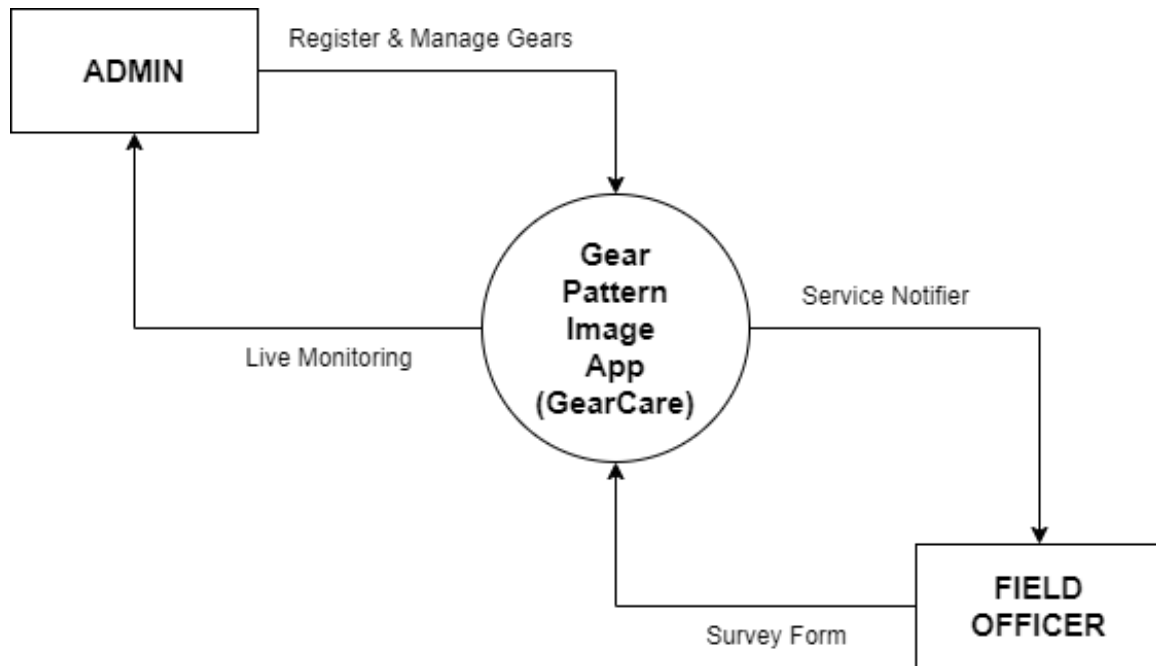 Register & Manage Gears
ADMIN
Gear
Pattern
Image
App
(GearCare)
Service Notifier
Live Monitoring
FIELD
OFFICER
Survey Form